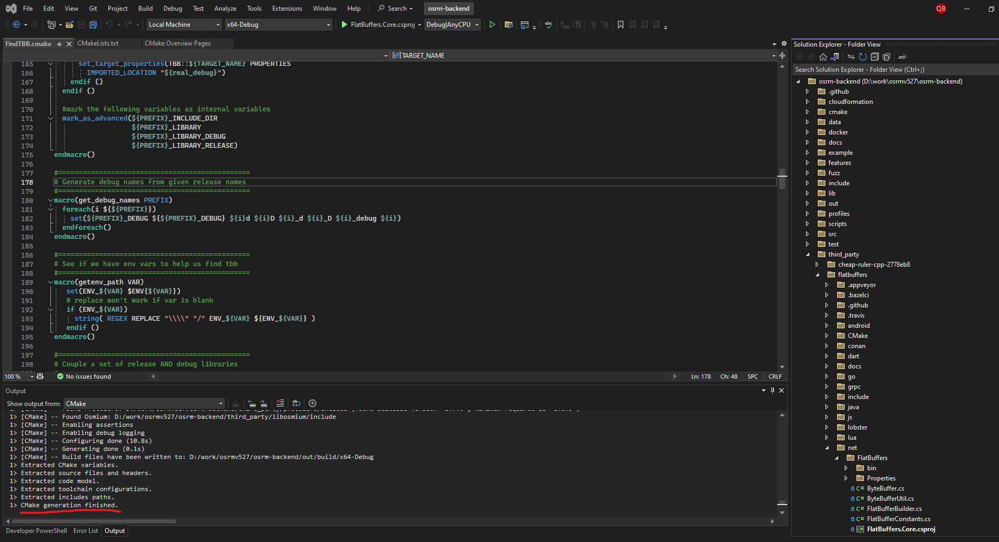 File Edit View Git Project Build Debug Test Analyze Tools Extensions Window Help Search osrm-backend QB
Local Machine x64-Debug FlatBuffers.Core.csproj Debug|AnyCPU
FindTBB.cmake CMakeLists.txt CMake Overview Pages
TARGET_NAME
165 set_target_properties(TBB::${TARGET_NAME} PROPERTIES
166 IMPORTED_LOCATION "${real_debug}")
167 endif ()
168 endif ()
169
170 #mark the following variables as internal variables
171 mark_as_advanced(${PREFIX}_INCLUDE_DIR
172 ${PREFIX}_LIBRARY
173 ${PREFIX}_LIBRARY_DEBUG
174 ${PREFIX}_LIBRARY_RELEASE)
175 endmacro()
176
177 #===============================================
178 # Generate debug names from given release names
179 #===============================================
180 macro(get_debug_names PREFIX)
181 foreach(i ${${PREFIX}})
182 set(${PREFIX}_DEBUG ${${PREFIX}_DEBUG} ${i}d ${i}D ${i}_d ${i}_D ${i}_debug ${i})
183 endforeach()
184 endmacro()
185
186 #===============================================
187 # See if we have env vars to help us find tbb
188 #===============================================
189 macro(getenv_path VAR)
190 set(ENV_${VAR} $ENV{${VAR}})
191 # replace won't work if var is blank
192 if (ENV_${VAR})
193 string( REGEX REPLACE "\\\\" "/" ENV_${VAR} ${ENV_${VAR}} )
194 endif ()
195 endmacro()
196
197 #===============================================
198 # Couple a set of release AND debug libraries
100 % No issues found Ln: 178 Ch: 48 SPC CRLF
Output
Show output from: CMake
1> [CMake] -- Found Osmium: D:/work/osrmv527/osrm-backend/third_party/libosmium/include
1> [CMake] -- Enabling assertions
1> [CMake] -- Enabling debug logging
1> [CMake] -- Configuring done (10.8s)
1> [CMake] -- Generating done (0.1s)
1> [CMake] -- Build files have been written to: D:/work/osrmv527/osrm-backend/out/build/x64-Debug
1> Extracted CMake variables.
1> Extracted source files and headers.
1> Extracted code model.
1> Extracted toolchain configurations.
1> Extracted includes paths.
1> CMake generation finished.
Developer PowerShell Error List Output
Solution Explorer - Folder View
Search Solution Explorer - Folder View (Ctrl+;)
osrm-backend (D:\work\osrmv527\osrm-backend)
.github
cloudformation
cmake
data
docker
docs
example
features
fuzz
include
lib
out
profiles
scripts
src
test
third_party
cheap-ruler-cpp-2778eb8
flatbuffers
.appveyor
.bazelci
.github
.travis
android
CMake
conan
dart
docs
go
grpc
include
java
js
lobster
lua
net
FlatBuffers
bin
Properties
C# ByteBuffer.cs
C# ByteBufferUtil.cs
C# FlatBufferBuilder.cs
C# FlatBufferConstants.cs
C# FlatBuffers.Core.csproj